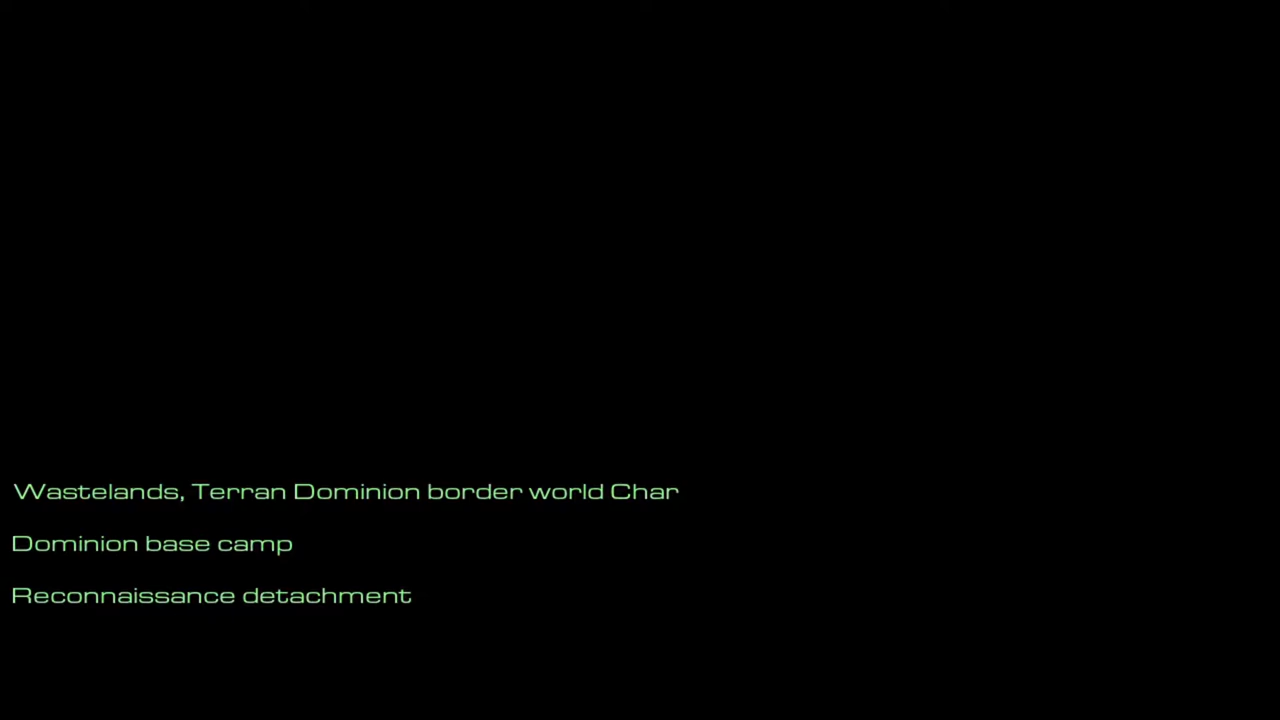 Wastelands, Terran Dominion border world Char
Dominion base camp
Reconnaissance detachment